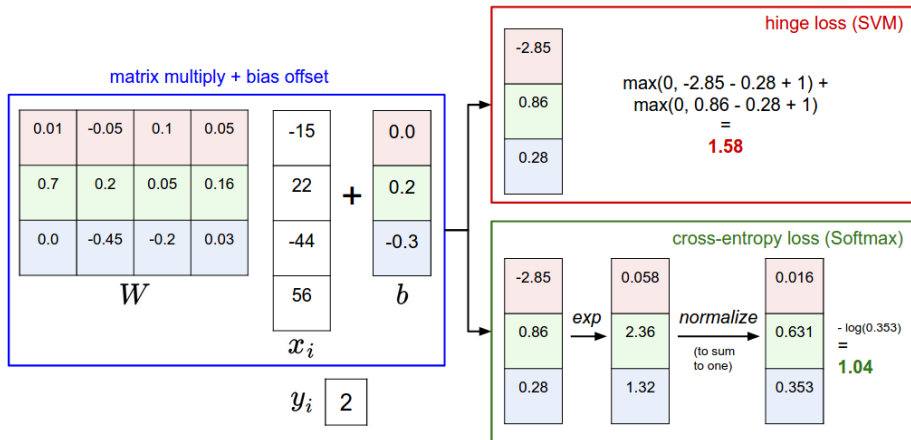 matrix multiply + bias offset
0.01 -0.05 0.1 0.05
0.7 0.2 0.05 0.16
0.0 -0.45 -0.2 0.03
W
-15
22
-44
56
x_i
+
0.0
0.2
-0.3
b
y_i 2
hinge loss (SVM)
-2.85
0.86
0.28
max(0, -2.85 - 0.28 + 1) +
max(0, 0.86 - 0.28 + 1)
=
1.58
cross-entropy loss (Softmax)
-2.85
0.86
0.28
exp
0.058
2.36
1.32
normalize
(to sum
to one)
0.016
0.631
0.353
- log(0.353)
=
1.04